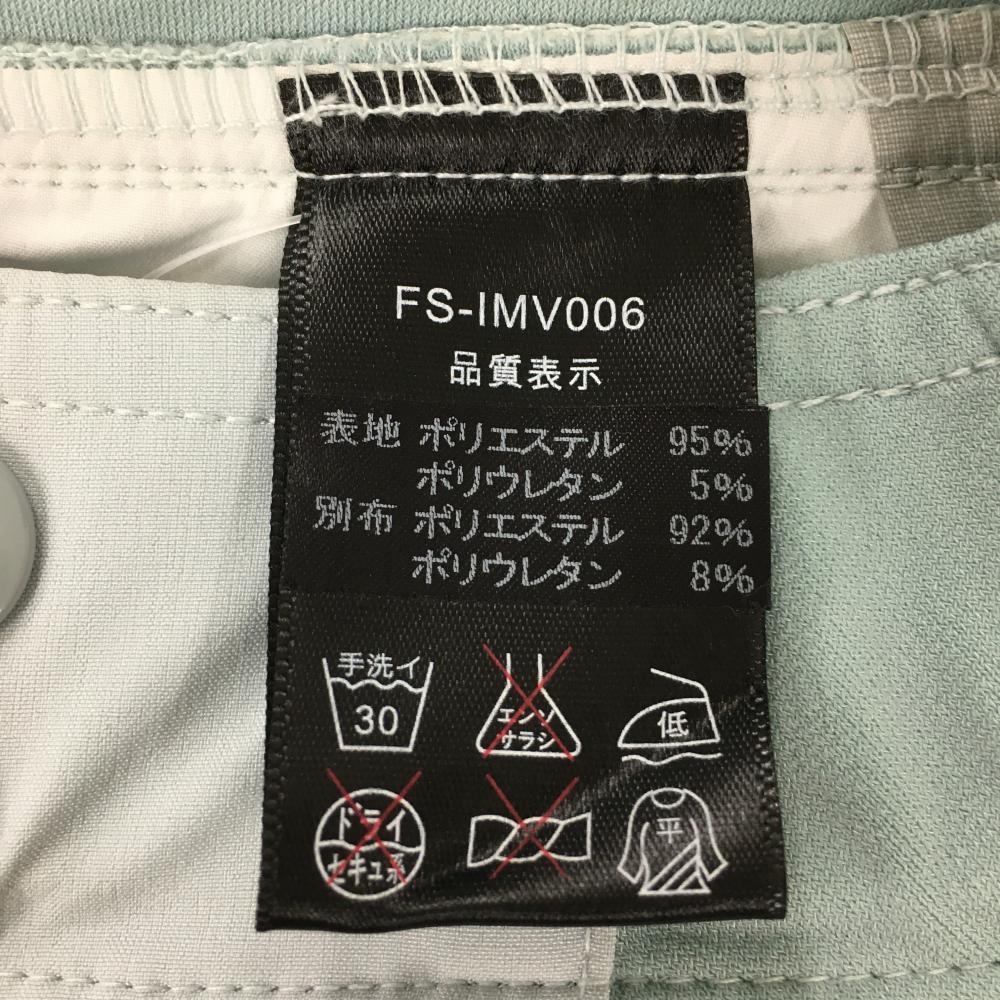 FS-IMV006
品質表示
表地 ポリエステル 95%
ポリウレタン 5%
別布 ポリエステル 92%
ポリウレタン 8%
手洗イ
30
エンソ
サラシ
低
ドライ
セキユ系
平